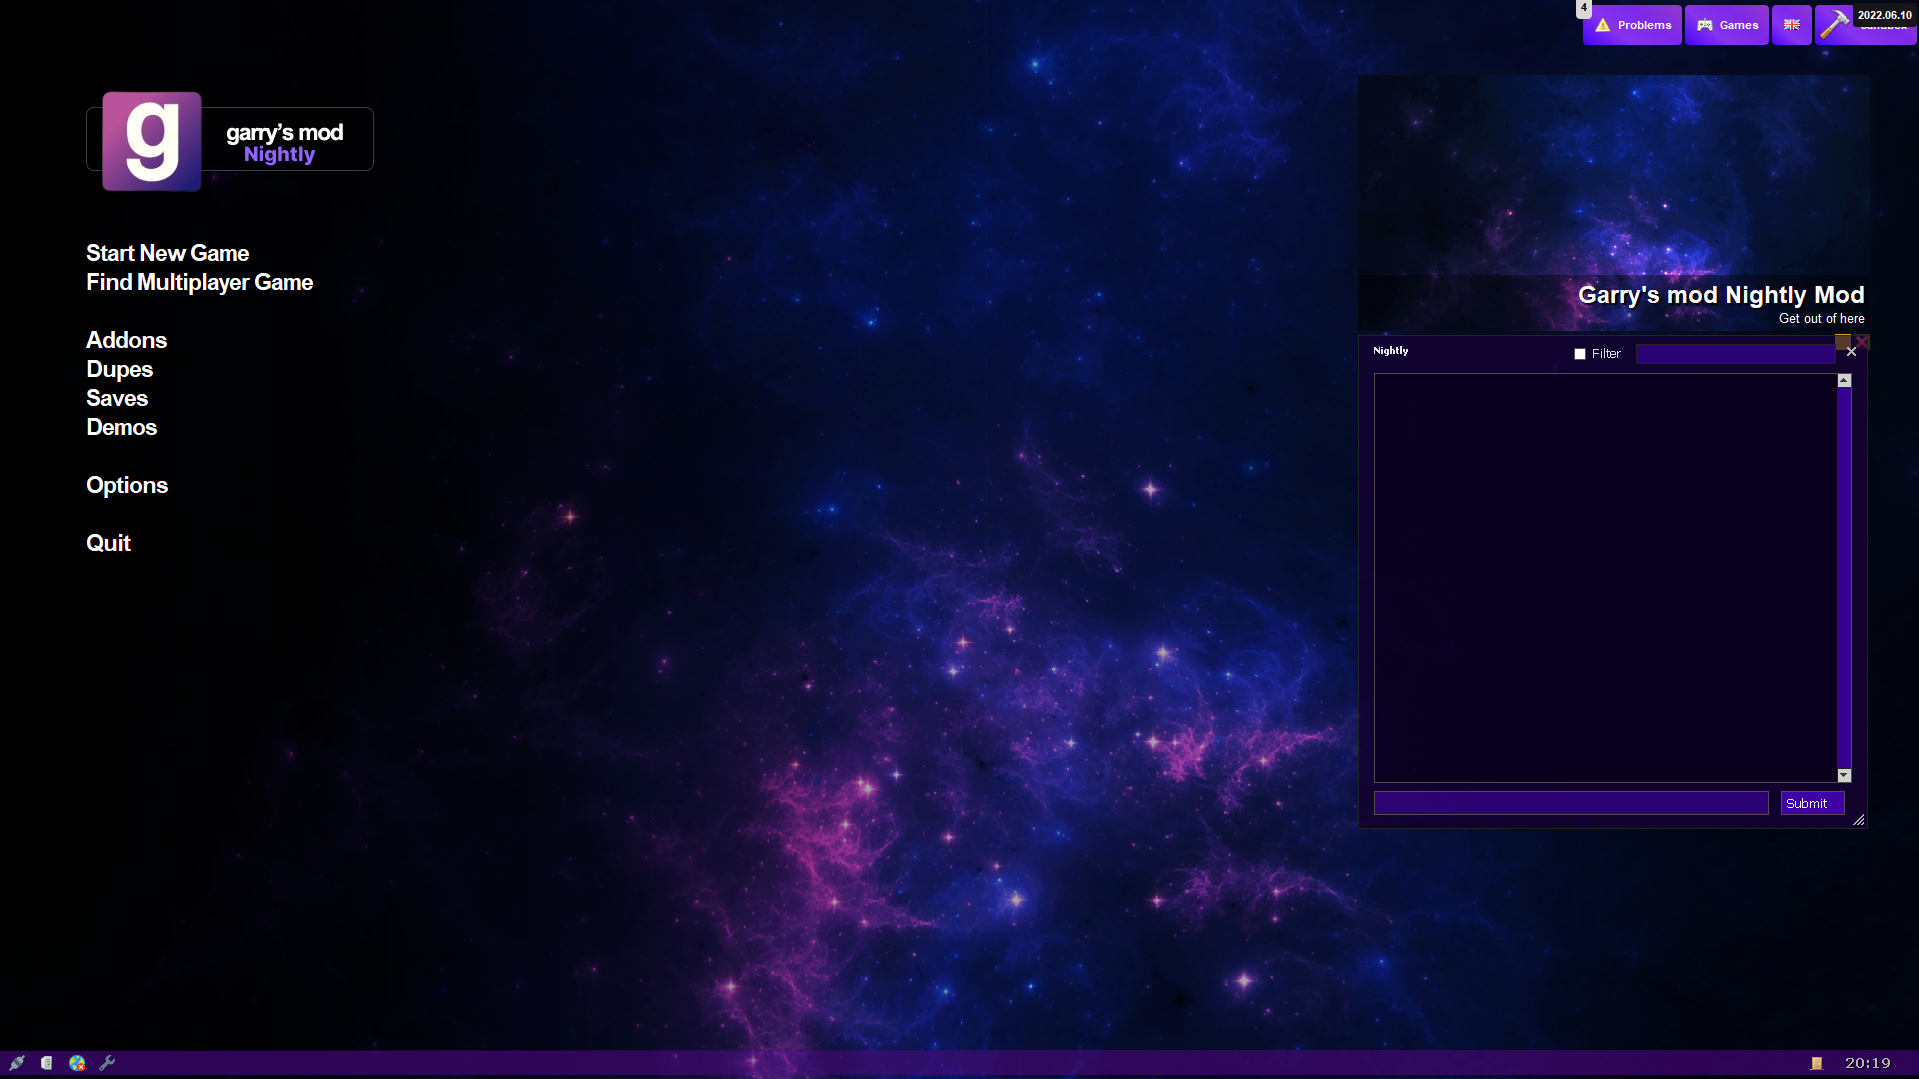 4
Problems
Games
2022.06.10
g
garry's mod
Nightly
Start New Game
Find Multiplayer Game
Addons
Dupes
Saves
Demos
Options
Quit
Garry's mod Nightly Mod
Get out of here
Nightly
Filter
Submit
20:19